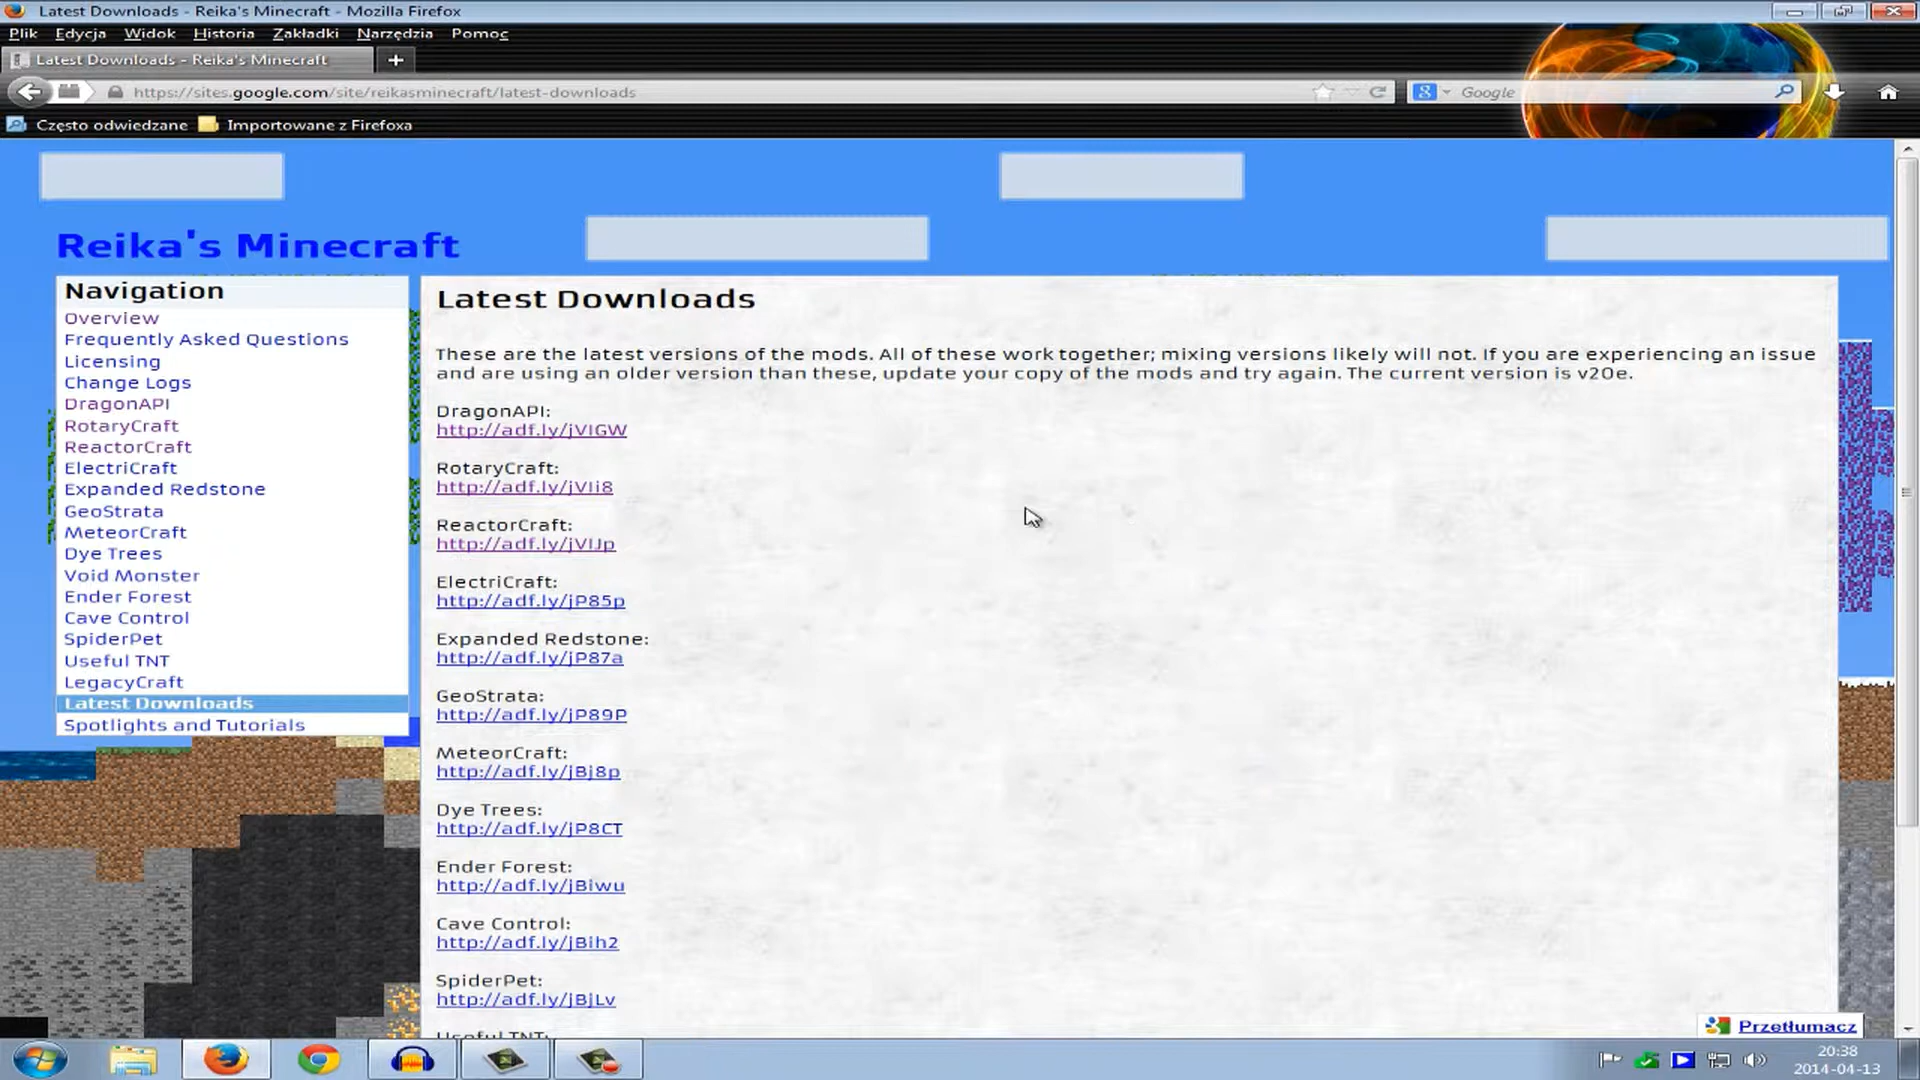 Latest Downloads - Reika's Minecraft - Mozilla Firefox
Plik Edycja Widok Historia Zakładki Narzędzia Pomoc
Latest Downloads - Reika's Minecraft
https://sites.google.com/site/reikasminecraft/latest-downloads
Google
Często odwiedzane Importowane z Firefoxa
Reika's Minecraft
Navigation
Overview
Frequently Asked Questions
Licensing
Change Logs
DragonAPI
RotaryCraft
ReactorCraft
ElectriCraft
Expanded Redstone
GeoStrata
MeteorCraft
Dye Trees
Void Monster
Ender Forest
Cave Control
SpiderPet
Useful TNT
LegacyCraft
Latest Downloads
Spotlights and Tutorials
Latest Downloads
These are the latest versions of the mods. All of these work together; mixing versions likely will not. If you are experiencing an issue
and are using an older version than these, update your copy of the mods and try again. The current version is v20e.
DragonAPI:
http://adf.ly/jVIGW
RotaryCraft:
http://adf.ly/jVIi8
ReactorCraft:
http://adf.ly/jVIJp
ElectriCraft:
http://adf.ly/jP85p
Expanded Redstone:
http://adf.ly/jP87a
GeoStrata:
http://adf.ly/jP89P
MeteorCraft:
http://adf.ly/jBj8p
Dye Trees:
http://adf.ly/jP8CT
Ender Forest:
http://adf.ly/jBiwu
Cave Control:
http://adf.ly/jBih2
SpiderPet:
http://adf.ly/jBjLv
Useful TNT:
Przetłumacz
20:38
2014-04-13